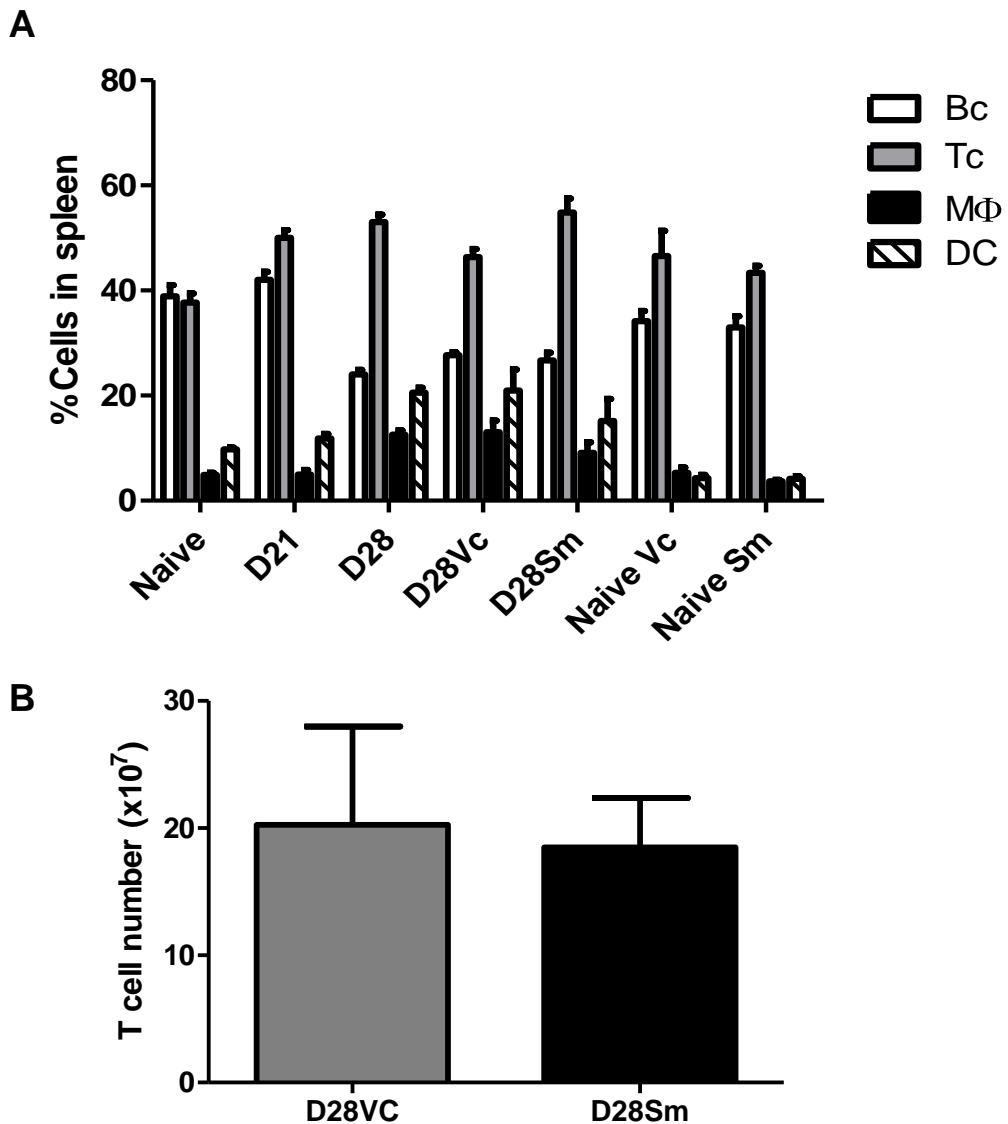 A
%Cells in spleen
80
60
40
20
0
Naive
D21
D28
D28Vc
D28Sm
Naive Vc
Naive Sm
Bc
Tc
MΦ
DC
B
T cell number (x10⁷)
30
20
10
0
D28VC
D28Sm